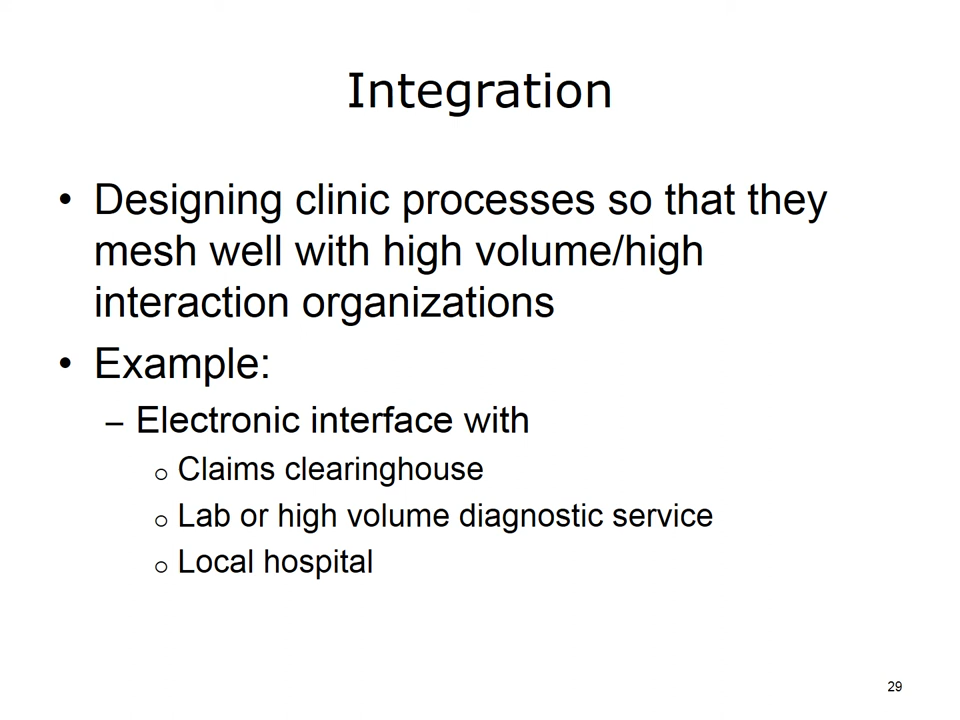 Integration
• Designing clinic processes so that they
mesh well with high volume/high
interaction organizations
• Example:
– Electronic interface with
o Claims clearinghouse
o Lab or high volume diagnostic service
o Local hospital
29